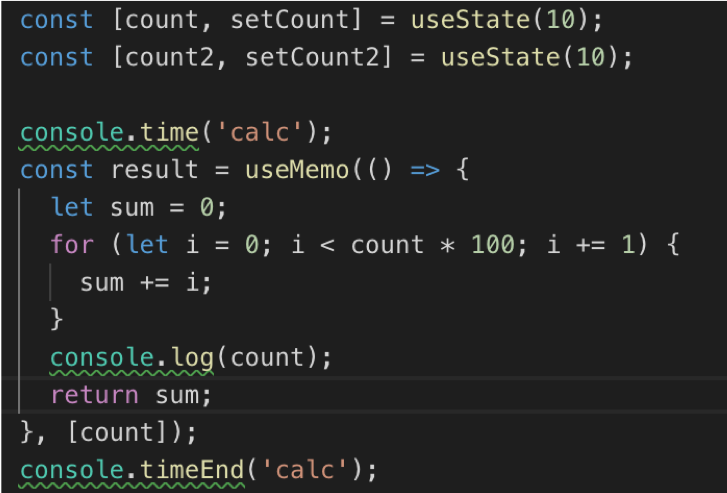 const [count, setCount] = useState(10);
const [count2, setCount2] = useState(10);
console.time('calc');
const result = useMemo(() => {
let sum = 0;
for (let i = 0; i < count * 100; i += 1) {
sum += i;
}
console.log(count);
return sum;
}, [count]);
console.timeEnd('calc');